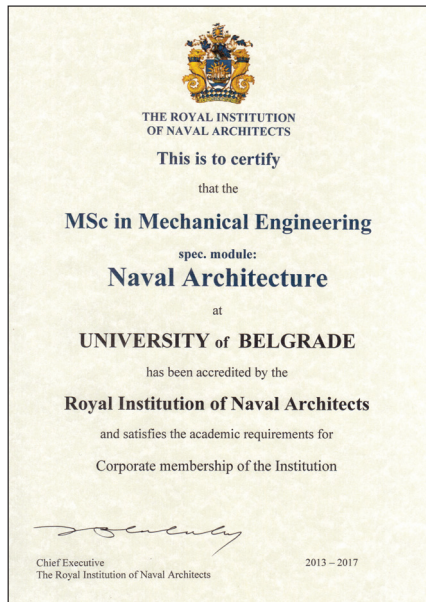 THE ROYAL INSTITUTION
OF NAVAL ARCHITECTS
This is to certify
that the
MSc in Mechanical Engineering
spec. module:
Naval Architecture
at
UNIVERSITY of BELGRADE
has been accredited by the
Royal Institution of Naval Architects
and satisfies the academic requirements for
Corporate membership of the Institution
Chief Executive
The Royal Institution of Naval Architects
2013 – 2017